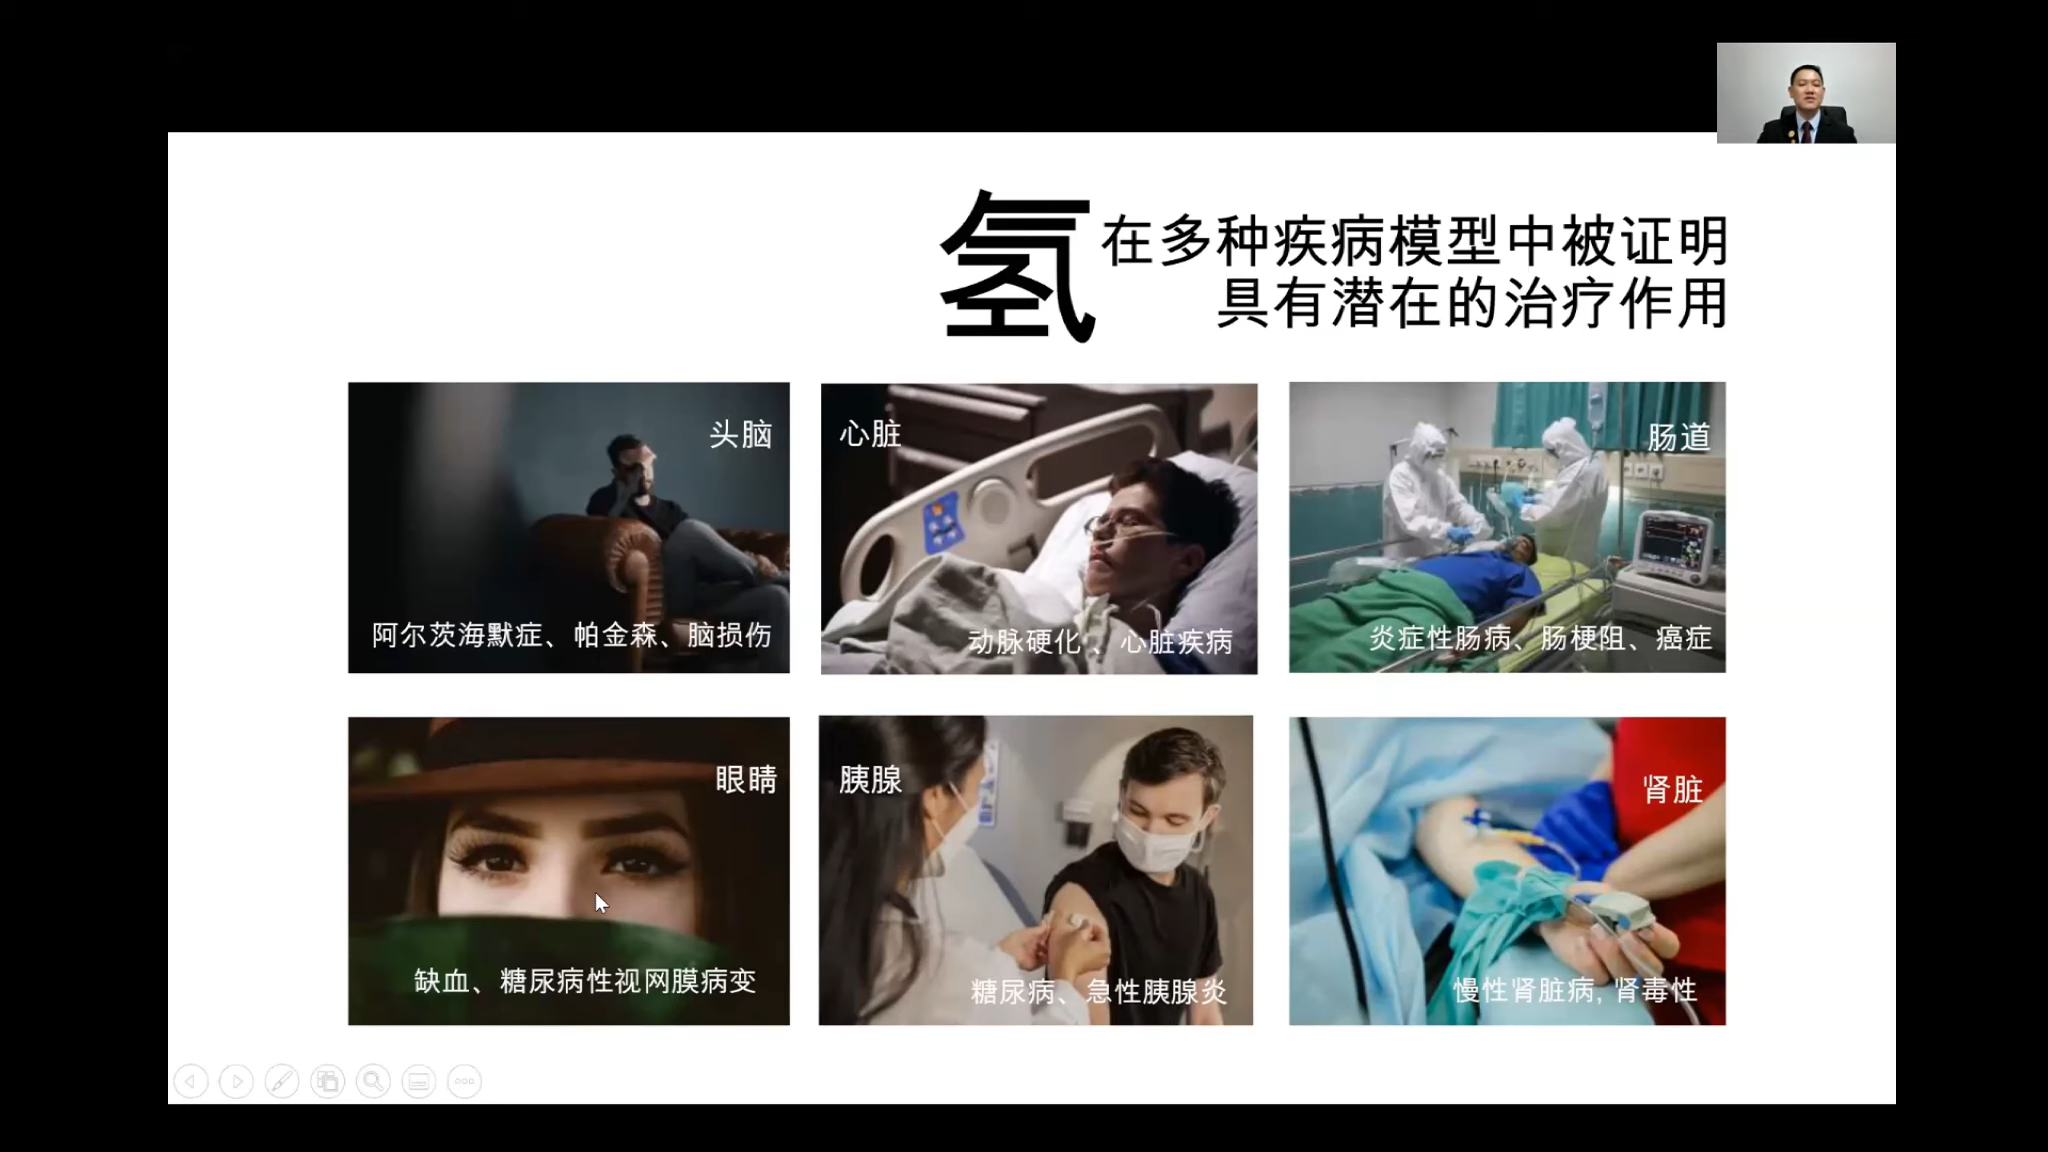 氢在多种疾病模型中被证明
具有潜在的治疗作用
头脑
阿尔茨海默症、帕金森、脑损伤
心脏
动脉硬化 、心脏疾病
肠道
炎症性肠病、肠梗阻、癌症
眼睛
缺血、糖尿病性视网膜病变
胰腺
糖尿病、急性胰腺炎
肾脏
慢性肾脏病, 肾毒性